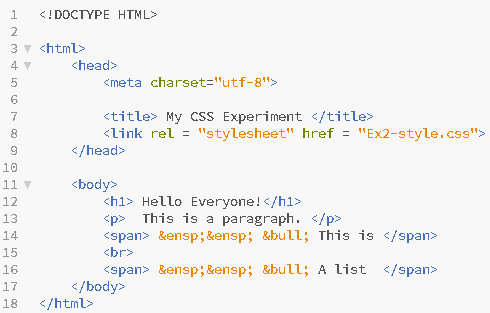 1 <!DOCTYPE HTML>
2
3 <html>
4 <head>
5 <meta charset="utf-8">
6
7 <title> My CSS Experiment </title>
8 <link rel = "stylesheet" href = "Ex2-style.css">
9 </head>
10
11 <body>
12 <h1> Hello Everyone!</h1>
13 <p>  This is a paragraph. </p>
14 <span> &ensp;&ensp; &bull; This is </span>
15 <br>
16 <span> &ensp;&ensp; &bull; A list  </span>
17 </body>
18 </html>